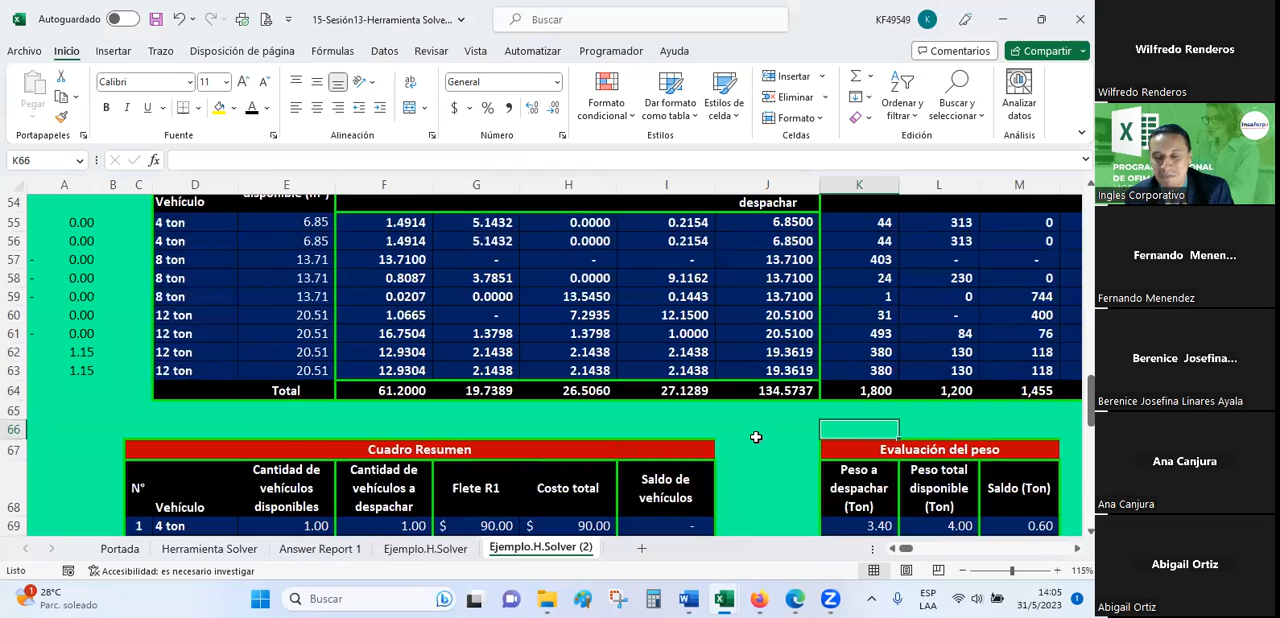 Autoguardado
15-Sesión13-Herramienta Solve...
Buscar
KF49549
K
Archivo Inicio Insertar Trazo Disposición de página Fórmulas Datos Revisar Vista Automatizar Programador Ayuda
Comentarios
Compartir
Pegar
Calibri 11
General
Formato condicional
Dar formato como tabla
Estilos de celda
Insertar
Eliminar
Formato
Ordenar y filtrar
Buscar y seleccionar
Analizar datos
Portapapeles Fuente Alineación Número Estilos Celdas Edición Análisis
K66
fx
A B C D E F G H I J K L M
54 Vehículo despachar
55 0.00 4 ton 6.85 1.4914 5.1432 0.0000 0.2154 6.8500 44 313 0
56 0.00 4 ton 6.85 1.4914 5.1432 0.0000 0.2154 6.8500 44 313 0
57 - 0.00 8 ton 13.71 13.7100 - - - 13.7100 403 - -
58 - 0.00 8 ton 13.71 0.8087 3.7851 0.0000 9.1162 13.7100 24 230 0
59 - 0.00 8 ton 13.71 0.0207 0.0000 13.5450 0.1443 13.7100 1 0 744
60 0.00 12 ton 20.51 1.0665 - 7.2935 12.1500 20.5100 31 - 400
61 - 0.00 12 ton 20.51 16.7504 1.3798 1.3798 1.0000 20.5100 493 84 76
62 1.15 12 ton 20.51 12.9304 2.1438 2.1438 2.1438 19.3619 380 130 118
63 1.15 12 ton 20.51 12.9304 2.1438 2.1438 2.1438 19.3619 380 130 118
64 Total 61.2000 19.7389 26.5060 27.1289 134.5737 1,800 1,200 1,455
65
66
67 Cuadro Resumen Evaluación del peso
68 N° Vehículo Cantidad de vehículos disponibles Cantidad de vehículos a despachar Flete R1 Costo total Saldo de vehículos Peso a despachar (Ton) Peso total disponible (Ton) Saldo (Ton)
69 1 4 ton 1.00 1.00 $ 90.00 $ 90.00 - 3.40 4.00 0.60
Portada Herramienta Solver Answer Report 1 Ejemplo.H.Solver Ejemplo.H.Solver (2)
Listo
Accesibilidad: es necesario investigar
115%
28°C
Parc. soleado
Buscar
ESP
LAA
14:05
31/5/2023
Wilfredo Renderos
Wilfredo Renderos
Ingles Corporativo
Fernando Menen...
Fernando Menendez
Berenice Josefina...
Berenice Josefina Linares Ayala
Ana Canjura
Ana Canjura
Abigail Ortiz
Abigail Ortiz